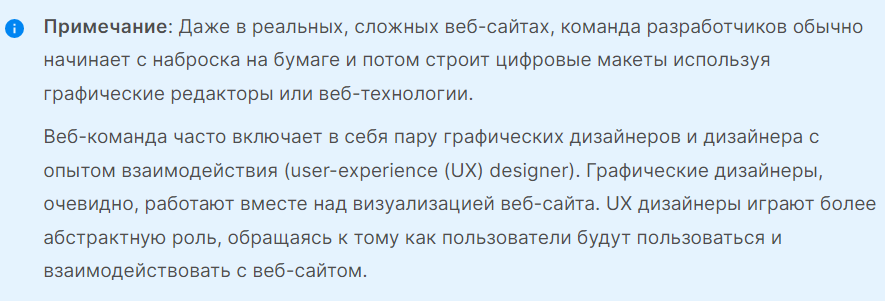 Примечание: Даже в реальных, сложных веб-сайтах, команда разработчиков обычно
начинает с наброска на бумаге и потом строит цифровые макеты используя
графические редакторы или веб-технологии.
Веб-команда часто включает в себя пару графических дизайнеров и дизайнера с
опытом взаимодействия (user-experience (UX) designer). Графические дизайнеры,
очевидно, работают вместе над визуализацией веб-сайта. UX дизайнеры играют более
абстрактную роль, обращаясь к тому как пользователи будут пользоваться и
взаимодействовать с веб-сайтом.